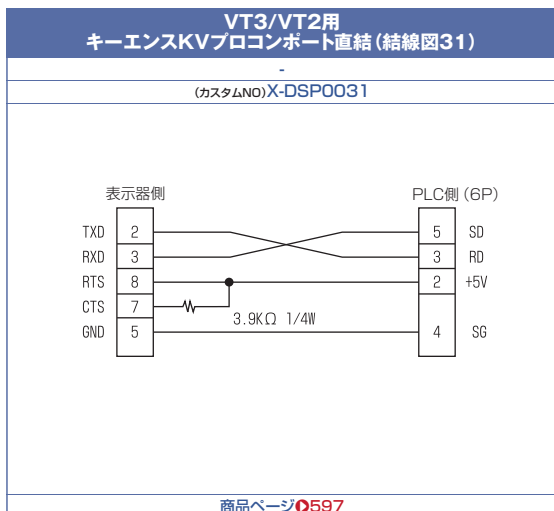 VT3/VT2用
キーエンスKVプロコンポート直結(結線図31)
-
(カスタムNO)X-DSP0031
表示器側 PLC側(6P)
TXD 2 5 SD
RXD 3 3 RD
RTS 8 2 +5V
CTS 7
3.9KΩ 1/4W
GND 5 4 SG
商品ページ 597